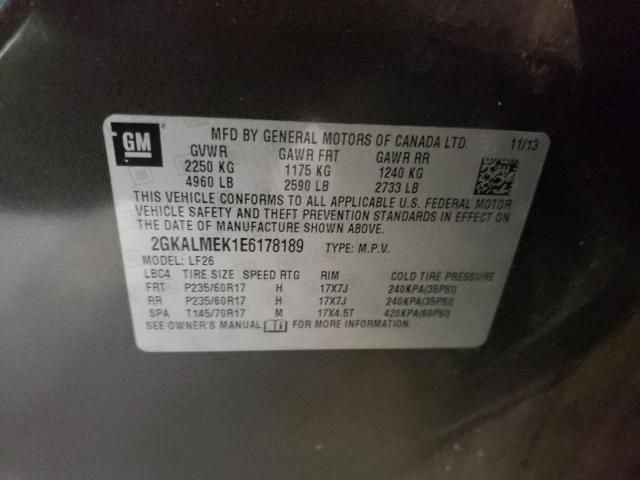 GM ®
MFD BY GENERAL MOTORS OF CANADA LTD. 11/13
GVWR GAWR FRT GAWR RR
2250 KG 1175 KG 1240 KG
4960 LB 2590 LB 2733 LB
THIS VEHICLE CONFORMS TO ALL APPLICABLE U.S. FEDERAL MOTOR
VEHICLE SAFETY AND THEFT PREVENTION STANDARDS IN EFFECT ON
THE DATE OF MANUFACTURE SHOWN ABOVE.
2GKALMEK1E6178189 TYPE: M.P.V.
MODEL: LF26
LBC4 TIRE SIZE SPEED RTG RIM COLD TIRE PRESSURE
FRT P235/60R17 H 17X7J 240KPA(35PSI)
RR P235/60R17 H 17X7J 240KPA(35PSI)
SPA T145/70R17 M 17X4.5T 420KPA(60PSI)
SEE OWNER'S MANUAL FOR MORE INFORMATION.